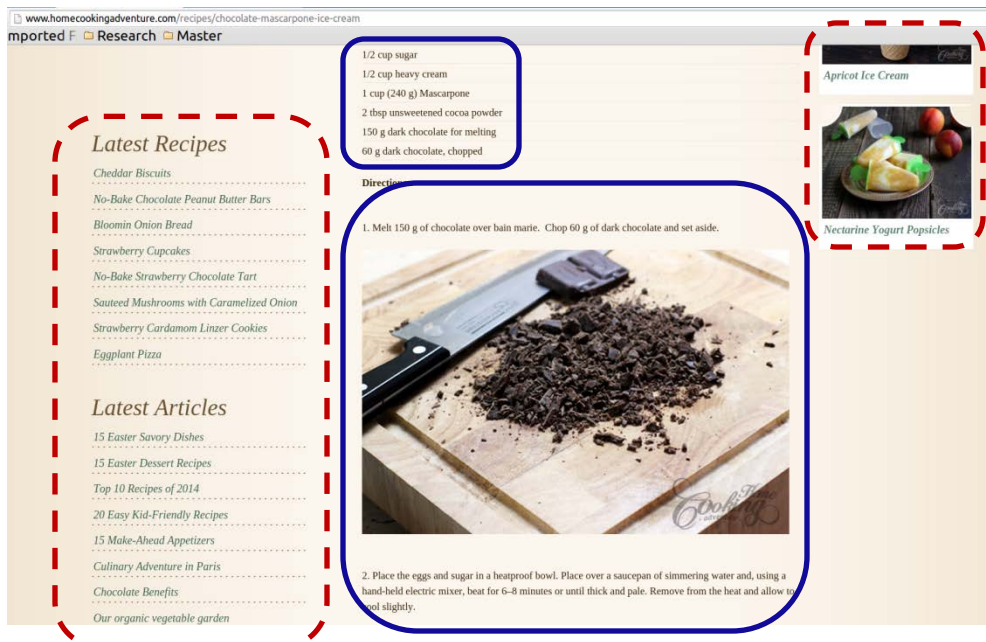 www.homecookingadventure.com/recipes/chocolate-mascarpone-ice-cream
mported F Research Master
Latest Recipes
Cheddar Biscuits
No-Bake Chocolate Peanut Butter Bars
Bloomin Onion Bread
Strawberry Cupcakes
No-Bake Strawberry Chocolate Tart
Sauteed Mushrooms with Caramelized Onion
Strawberry Cardamom Linzer Cookies
Eggplant Pizza
Latest Articles
15 Easter Savory Dishes
15 Easter Dessert Recipes
Top 10 Recipes of 2014
20 Easy Kid-Friendly Recipes
15 Make-Ahead Appetizers
Culinary Adventure in Paris
Chocolate Benefits
Our organic vegetable garden
1/2 cup sugar
1/2 cup heavy cream
1 cup (240 g) Mascarpone
2 tbsp unsweetened cocoa powder
150 g dark chocolate for melting
60 g dark chocolate, chopped
Direction
1. Melt 150 g of chocolate over bain marie. Chop 60 g of dark chocolate and set aside.
Home
Cooking
adventure
2. Place the eggs and sugar in a heatproof bowl. Place over a saucepan of simmering water and, using a
hand-held electric mixer, beat for 6–8 minutes or until thick and pale. Remove from the heat and allow to
cool slightly.
Apricot Ice Cream
Nectarine Yogurt Popsicles